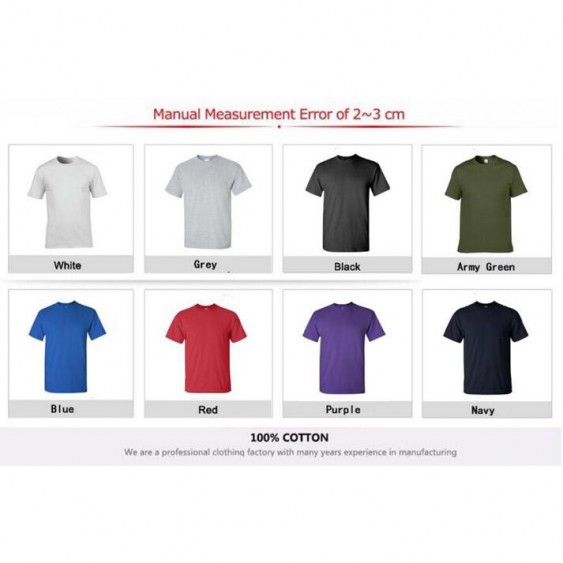 Manual Measurement Error of 2~3 cm
White
Grey
Black
Army Green
Blue
Red
Purple
Navy
100% COTTON
We are a professional clothing factory with many years experience in manufacturing